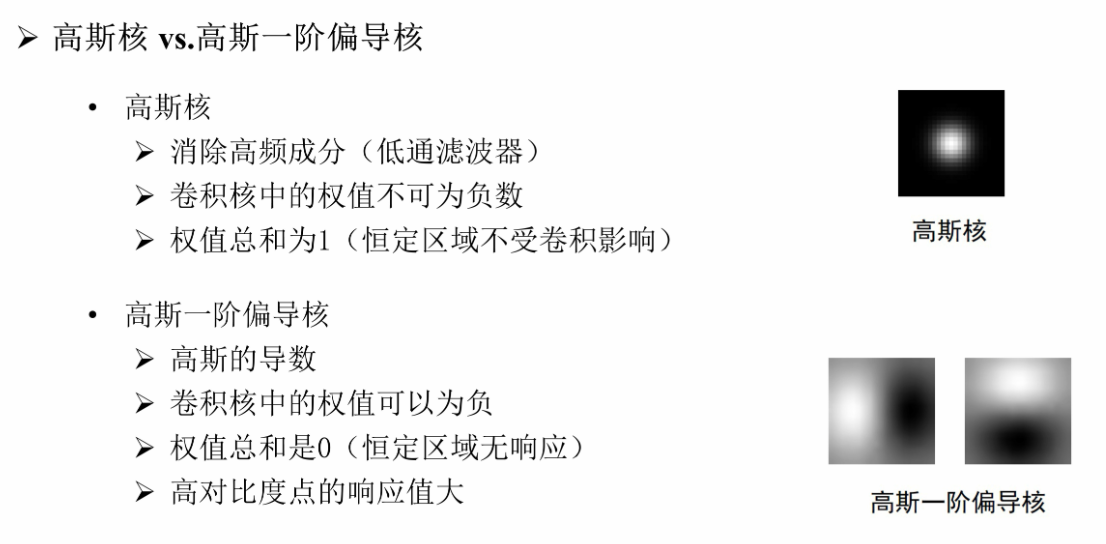 ➢ 高斯核 vs.高斯一阶偏导核
• 高斯核
➢ 消除高频成分（低通滤波器）
➢ 卷积核中的权值不可为负数
➢ 权值总和为1（恒定区域不受卷积影响）
高斯核
• 高斯一阶偏导核
➢ 高斯的导数
➢ 卷积核中的权值可以为负
➢ 权值总和是0（恒定区域无响应）
➢ 高对比度点的响应值大
高斯一阶偏导核